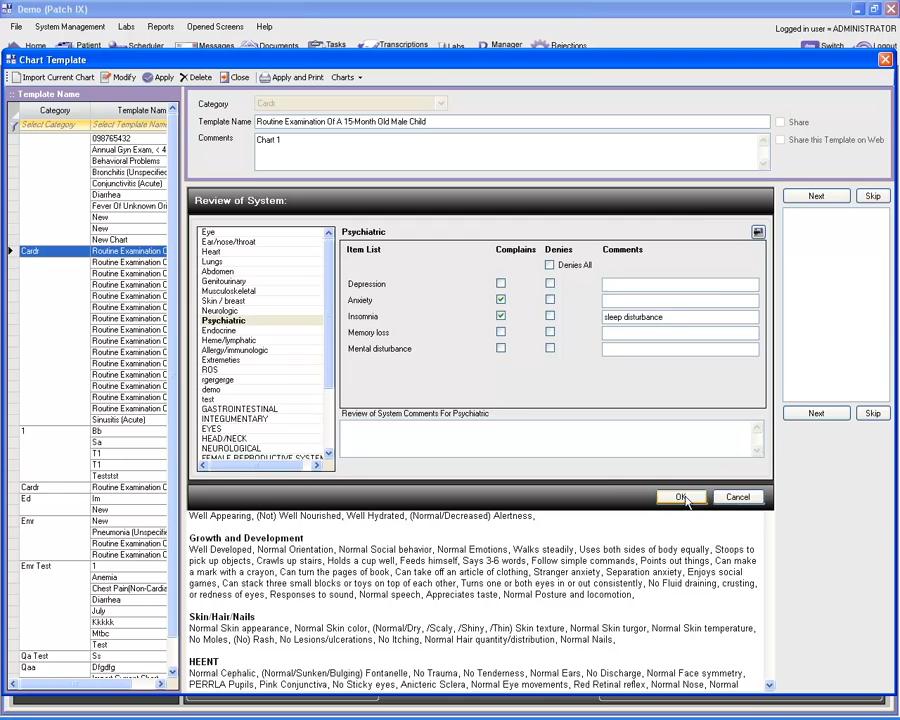 Demo (Patch IX)
File System Management Labs Reports Opened Screens Help
Logged in user = ADMINISTRATOR
Home Patient Scheduler Messages Documents Tasks Transcriptions Labs Manager Rejections Switch Logout
Chart Template
Import Current Chart Modify Apply Delete Close Apply and Print Charts
:: Template Name
Category Template Nam
Select Category Select Template Name
098765432
Annual Gyn Exam, < 4
Behavioral Problems
Bronchitis (Unspecified
Conjunctivitis (Acute)
Diarrhea
Fever Of Unknown Ori
New
New
New Chart
Cardr Routine Examination C
Routine Examination C
Routine Examination C
Routine Examination C
Routine Examination C
Routine Examination C
Routine Examination C
Routine Examination C
Routine Examination C
Routine Examination C
Routine Examination C
Routine Examination C
Routine Examination C
Routine Examination C
Routine Examination C
Sinusitis (Acute)
1 Bb
Sa
T1
T1
Teststst
Cardr Routine Examination C
Ed Im
New
Emr New
Pneumonia (Unspecifie
Routine Examination C
Routine Examination C
Emr Test 1
Anemia
Chest Pain(Non-Cardia
Diarrhea
July
Kkkkk
Mtbc
Test
Qa Test Ss
Qaa Dfgdfg
Import Current Chart
Category Cardr
Template Name Routine Examination Of A 15-Month Old Male Child Share
Comments Chart 1 Share this Template on Web
Review of System:
Next Skip
Eye
Ear/nose/throat
Heart
Lungs
Abdomen
Genitourinary
Musculoskeletal
Skin / breast
Neurologic
Psychiatric
Endocrine
Heme/lymphatic
Allergy/immunologic
Extremeties
ROS
rgergerge
demo
test
GASTROINTESTINAL
INTEGUMENTARY
EYES
HEAD/NECK
NEUROLOGICAL
FEMALE REPRODUCTIVE SYSTEM
Psychiatric
Item List Complains Denies Comments
Denies All
Depression
Anxiety
Insomnia sleep disturbance
Memory loss
Mental disturbance
Review of System Comments For Psychiatric
Next Skip
OK Cancel
Well Appearing, (Not) Well Nourished, Well Hydrated, (Normal/Decreased) Alertness,
Growth and Development
Well Developed, Normal Orientation, Normal Social behavior, Normal Emotions, Walks steadily, Uses both sides of body equally, Stoops to
pick up objects, Crawls up stairs, Holds a cup well, Feeds himself, Says 3-6 words, Follow simple commands, Points out things, Can make
a mark with a crayon, Can turn the pages of book, Can take off an article of clothing, Stranger anxiety, Separation anxiety, Enjoys social
games, Can stack three small blocks or toys on top of each other, Turns one or both eyes in or out consistently, No Fluid draining, crusting,
or redness of eyes, Responses to sound, Normal speech, Appreciates taste, Normal Posture and locomotion,
Skin/Hair/Nails
Normal Skin appearance, Normal Skin color, (Normal/Dry, /Scaly, /Shiny, /Thin) Skin texture, Normal Skin turgor, Normal Skin temperature,
No Moles, (No) Rash, No Lesions/ulcerations, No Itching, Normal Hair quantity/distribution, Normal Nails,
HEENT
Normal Cephalic, (Normal/Sunken/Bulging) Fontanelle, No Trauma, No Tenderness, Normal Ears, No Discharge, Normal Face symmetry,
PERRLA Pupils, Pink Conjunctiva, No Sticky eyes, Anicteric Sclera, Normal Eye movements, Red Retinal reflex, Normal Nose, Normal